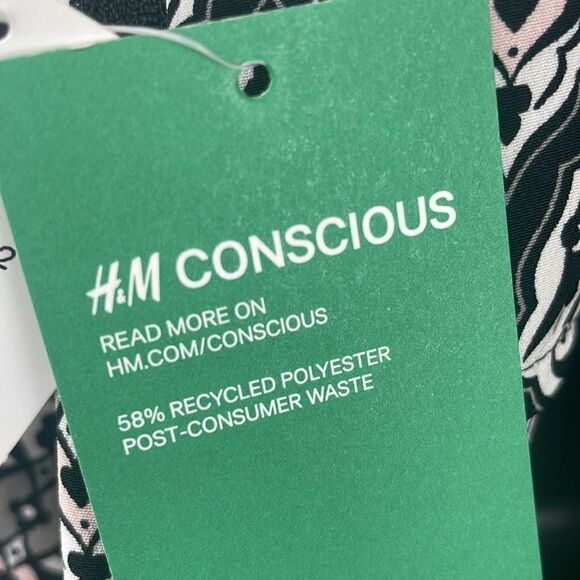 H&M CONSCIOUS
READ MORE ON
HM.COM/CONSCIOUS
58% RECYCLED POLYESTER
POST-CONSUMER WASTE